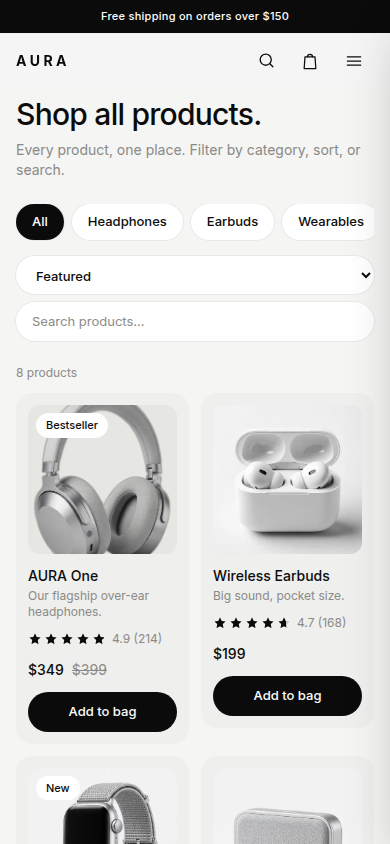 Free shipping on orders over $150
AURA
Shop all products.
Every product, one place. Filter by category, sort, or
search.
All
Headphones
Earbuds
Wearables
Featured
Search products...
8 products
Bestseller
AURA One
Our flagship over-ear
headphones.
4.9 (214)
$349 $399
Add to bag
Wireless Earbuds
Big sound, pocket size.
4.7 (168)
$199
Add to bag
New